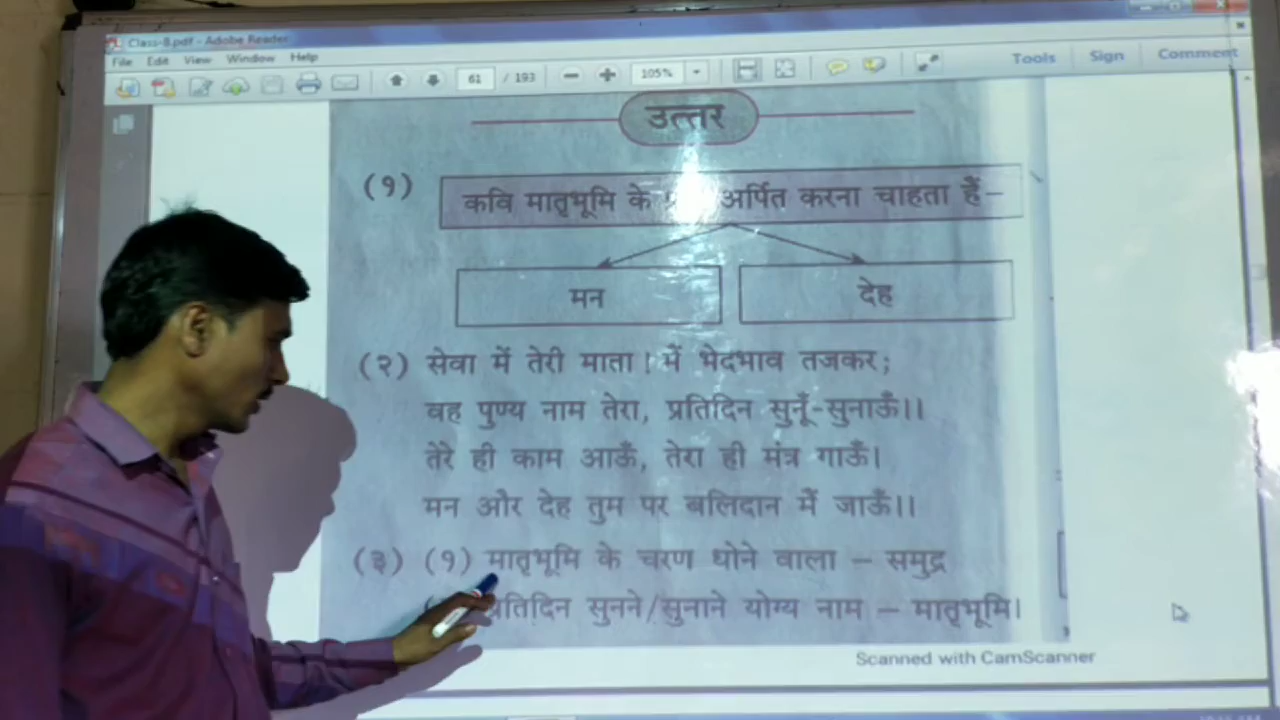 Class-8.pdf - Adobe Reader
File Edit View Window Help
Tools Sign Comment
61 / 193 105%
उत्तर
(१) कवि मातृभूमि के अर्पित करना चाहता हैं-
मन देह
(२) सेवा में तेरी माता ! में भेदभाव तजकर;
वह पुण्य नाम तेरा, प्रतिदिन सुनूँ-सुनाऊँ।।
तेरे ही काम आऊँ, तेरा ही मंत्र गाऊँ।
मन और देह तुम पर बलिदान मैं जाऊँ।।
(३) (१) मातृभूमि के चरण धोने वाला - समुद्र
प्रतिदिन सुनने/सुनाने योग्य नाम - मातृभूमि।
Scanned with CamScanner